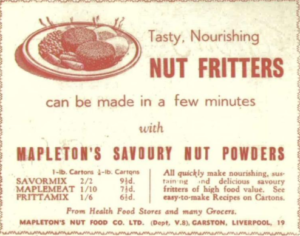 Tasty, Nourishing
NUT FRITTERS
can be made in a few minutes
with
MAPLETON'S SAVOURY NUT POWDERS
1-lb. Cartons ½-lb. Cartons
SAVORMIX 2/1 9½d.
MAPLEMEAT 1/10 7½d.
FRITTAMIX 1/6 6½d.
All quickly make nourishing, sus-
taining and delicious savoury
fritters of high food value. See
easy-to-make Recipes on Cartons.
From Health Food Stores and many Grocers.
MAPLETON'S NUT FOOD CO. LTD. (Dept. V.8), GARSTON, LIVERPOOL, 19